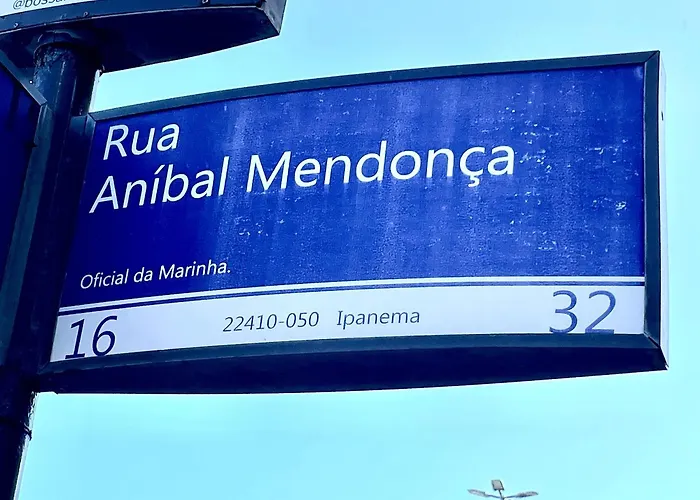 Rua
Aníbal Mendonça
Oficial da Marinha.
16 22410-050 Ipanema 32